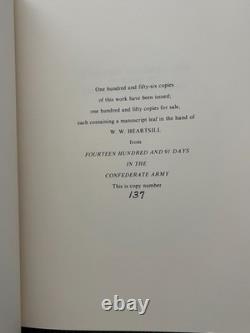 One hundred and fifty-six copies
of this work have been issued;
one hundred and fifty copies for sale,
each containing a manuscript leaf in the hand of
W. W. HEARTSILL
from
FOURTEEN HUNDRED AND 91 DAYS
IN THE
CONFEDERATE ARMY
This is copy number
137
© ebay